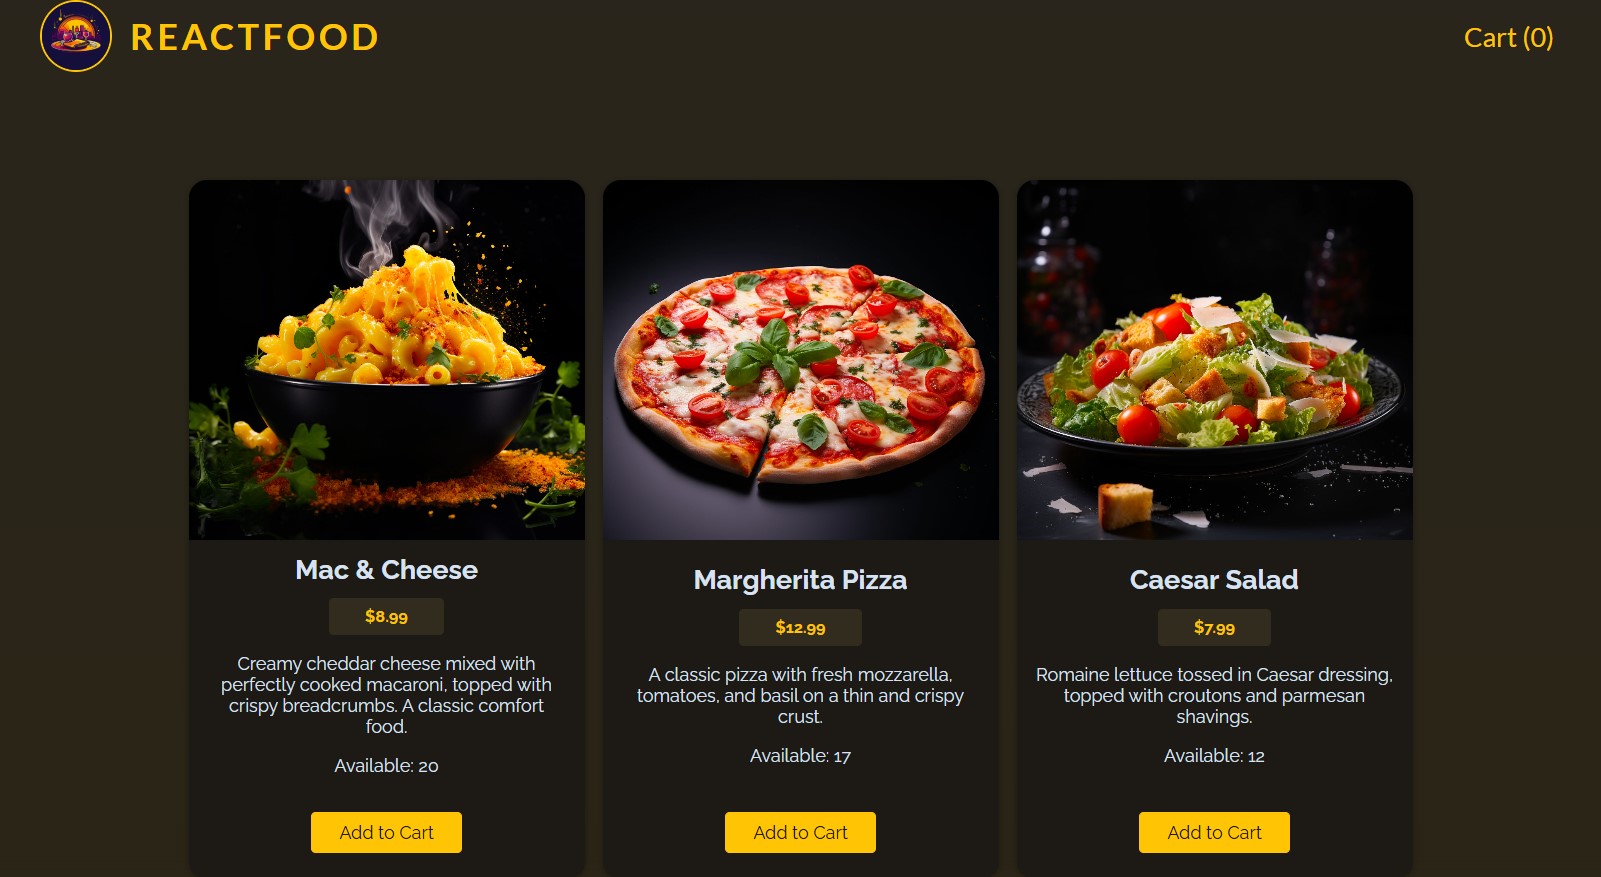 REACTFOOD
Cart (0)
Mac & Cheese
$8.99
Creamy cheddar cheese mixed with
perfectly cooked macaroni, topped with
crispy breadcrumbs. A classic comfort
food.
Available: 20
Add to Cart
Margherita Pizza
$12.99
A classic pizza with fresh mozzarella,
tomatoes, and basil on a thin and crispy
crust.
Available: 17
Add to Cart
Caesar Salad
$7.99
Romaine lettuce tossed in Caesar dressing,
topped with croutons and parmesan
shavings.
Available: 12
Add to Cart